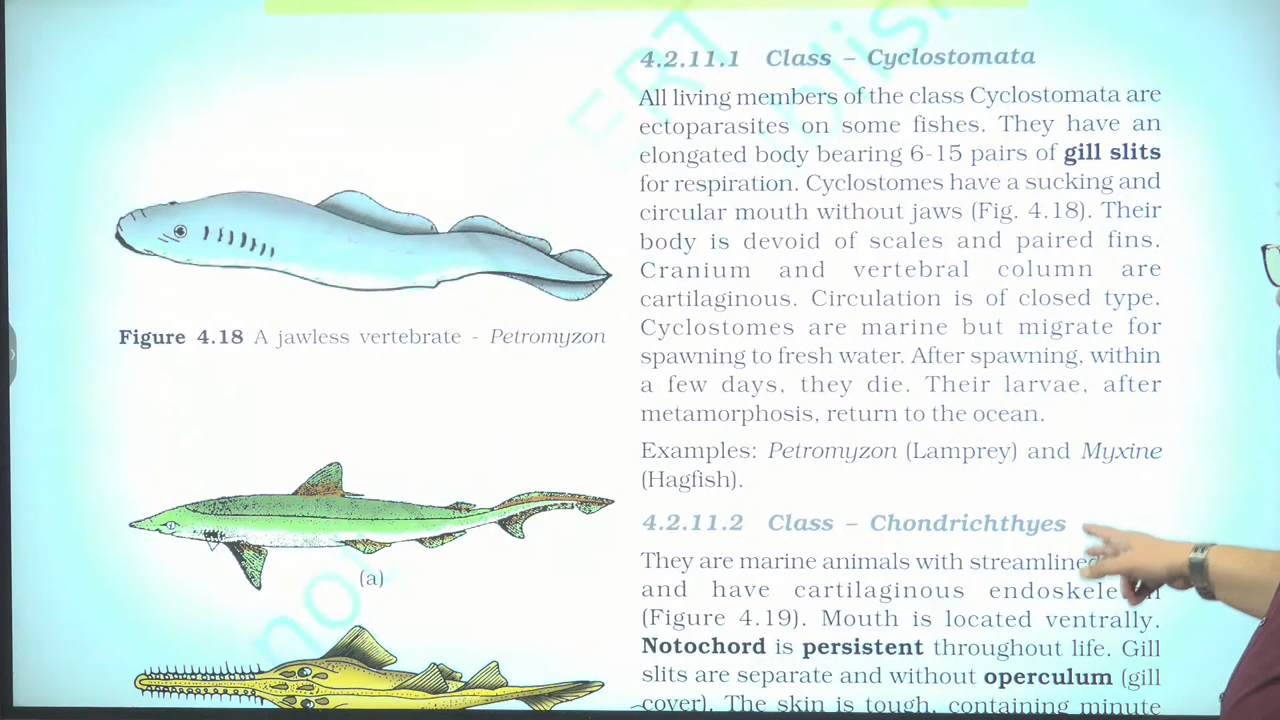 4.2.11.1 Class – Cyclostomata
All living members of the class Cyclostomata are
ectoparasites on some fishes. They have an
elongated body bearing 6-15 pairs of gill slits
for respiration. Cyclostomes have a sucking and
circular mouth without jaws (Fig. 4.18). Their
body is devoid of scales and paired fins.
Cranium and vertebral column are
cartilaginous. Circulation is of closed type.
Cyclostomes are marine but migrate for
spawning to fresh water. After spawning, within
a few days, they die. Their larvae, after
metamorphosis, return to the ocean.
Examples: Petromyzon (Lamprey) and Myxine
(Hagfish).
4.2.11.2 Class – Chondrichthyes
They are marine animals with streamlined
and have cartilaginous
(Figure 4.19). Mouth is located ventrally.
Notochord is persistent throughout life. Gill
slits are separate and without operculum (gill
cover). The skin is tough, containing minute
Figure 4.18 A jawless vertebrate - Petromyzon
(a)